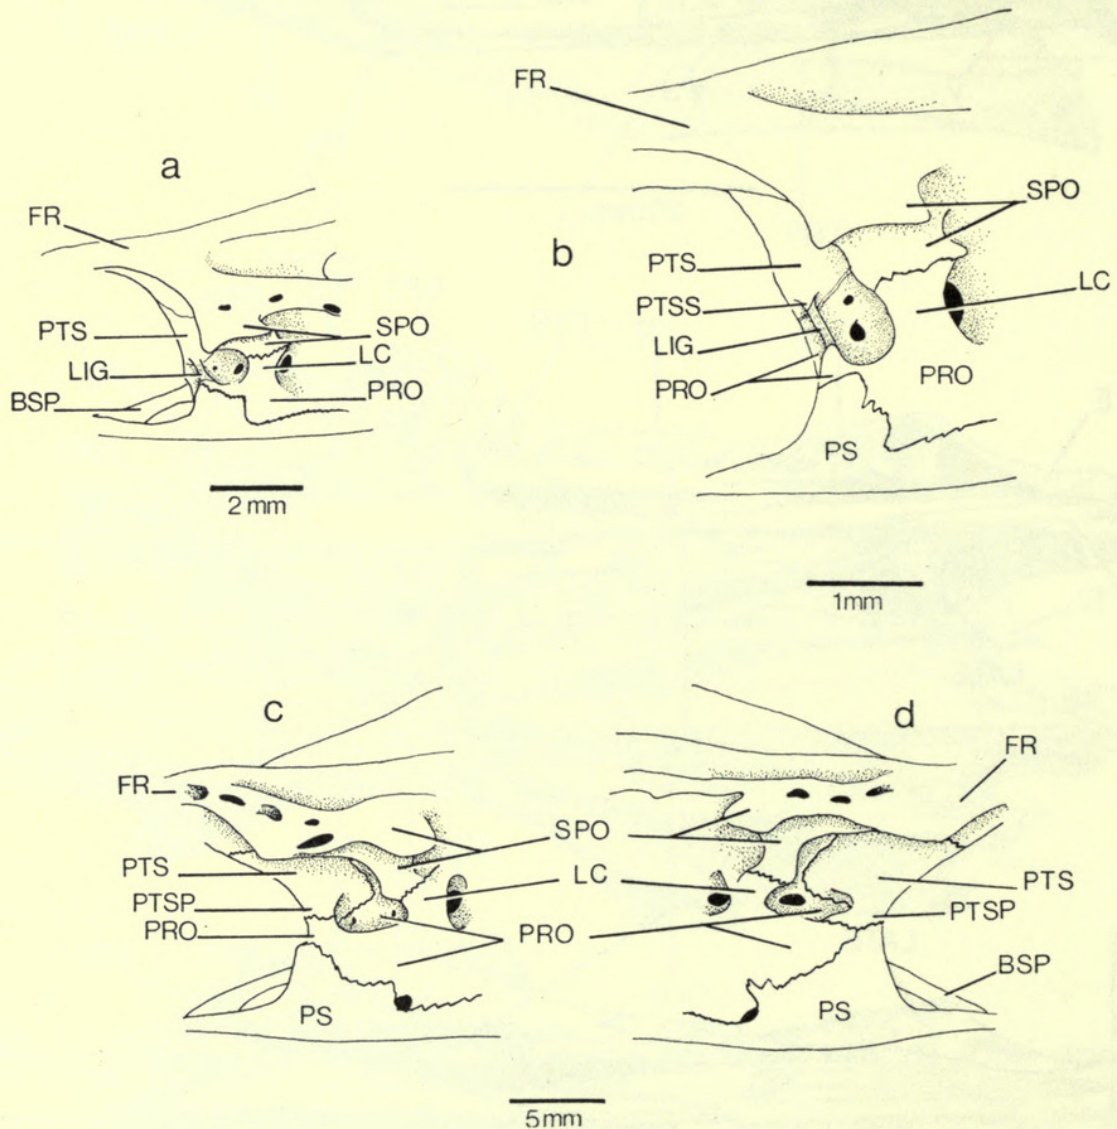 a
FR
PTS
LIG
BSP
SPO
LC
PRO
2 mm
b
FR
PTS
PTSS
LIG
PRO
SPO
LC
PRO
PS
1mm
c
FR
PTS
PTSP
PRO
PS
SPO
LC
PRO
5mm
d
FR
PTS
PTSP
BSP
PS